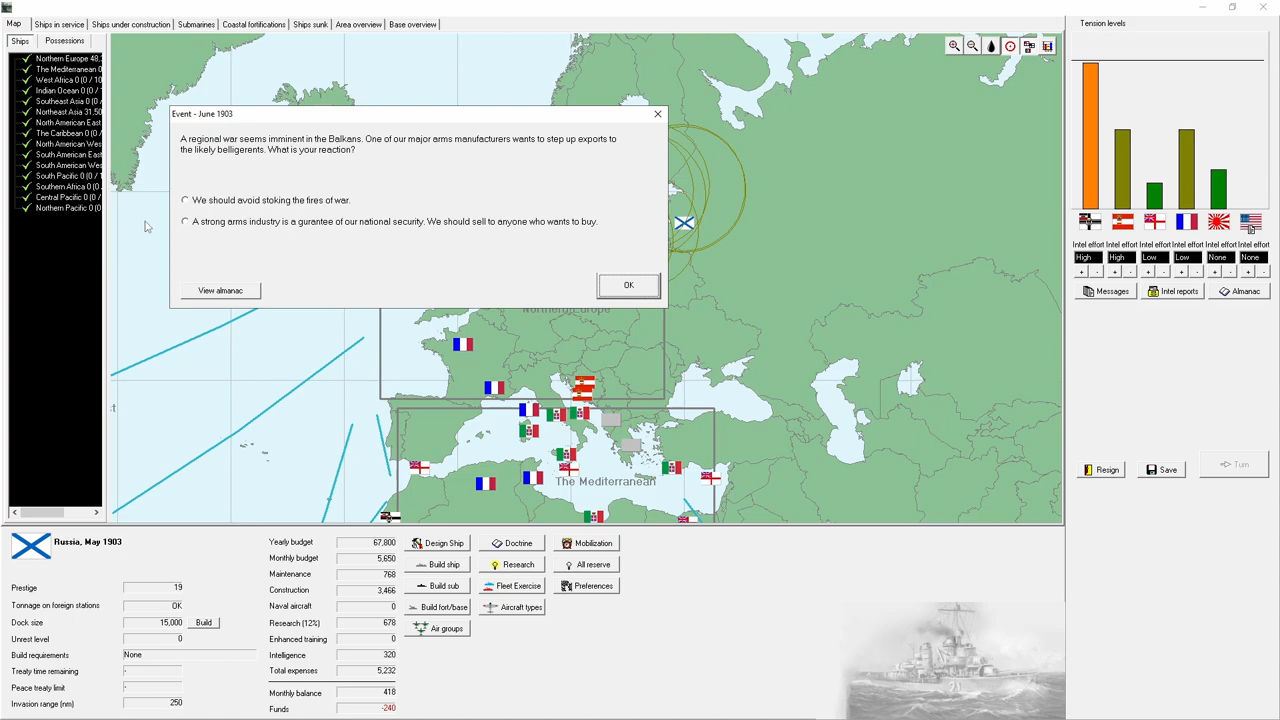 Map
Ships in service
Ships under construction
Submarines
Coastal fortifications
Ships sunk
Area overview
Base overview
Tension levels
Ships
Possessions
Northern Europe 48,
The Mediterranean 0
West Africa 0 (0 / 10
Indian Ocean 0 (0 /
Southeast Asia 0 (0
Northeast Asia 31,50
North American East
The Caribbean 0 (0
North American West
South American East
South American Wes
South Pacific 0 (0 / 1
Southern Africa 0 (0
Central Pacific 0 (0 /
Northern Pacific 0 (0
Event - June 1903
A regional war seems imminent in the Balkans. One of our major arms manufacturers wants to step up exports to
the likely belligerents. What is your reaction?
We should avoid stoking the fires of war.
A strong arms industry is a gurantee of our national security. We should sell to anyone who wants to buy.
View almanac
OK
Northern Europe
The Mediterranean
Intel effort Intel effort Intel effort Intel effort Intel effort Intel effort
High High Low Low None None
+ - + - + - + - + - + -
Messages
Intel reports
Almanac
Resign
Save
Turn
Russia, May 1903
Prestige 19
Tonnage on foreign stations OK
Dock size 15,000 Build
Unrest level 0
Build requirements None
Treaty time remaining -
Peace treaty limit -
Invasion range (nm) 250
Yearly budget 67,800
Monthly budget 5,650
Maintenance 768
Construction 3,466
Naval aircraft 0
Research (12%) 678
Enhanced training 0
Intelligence 320
Total expenses 5,232
Monthly balance 418
Funds -240
Design Ship
Doctrine
Mobilization
Build ship
Research
All reserve
Build sub
Fleet Exercise
Preferences
Build fort/base
Aircraft types
Air groups